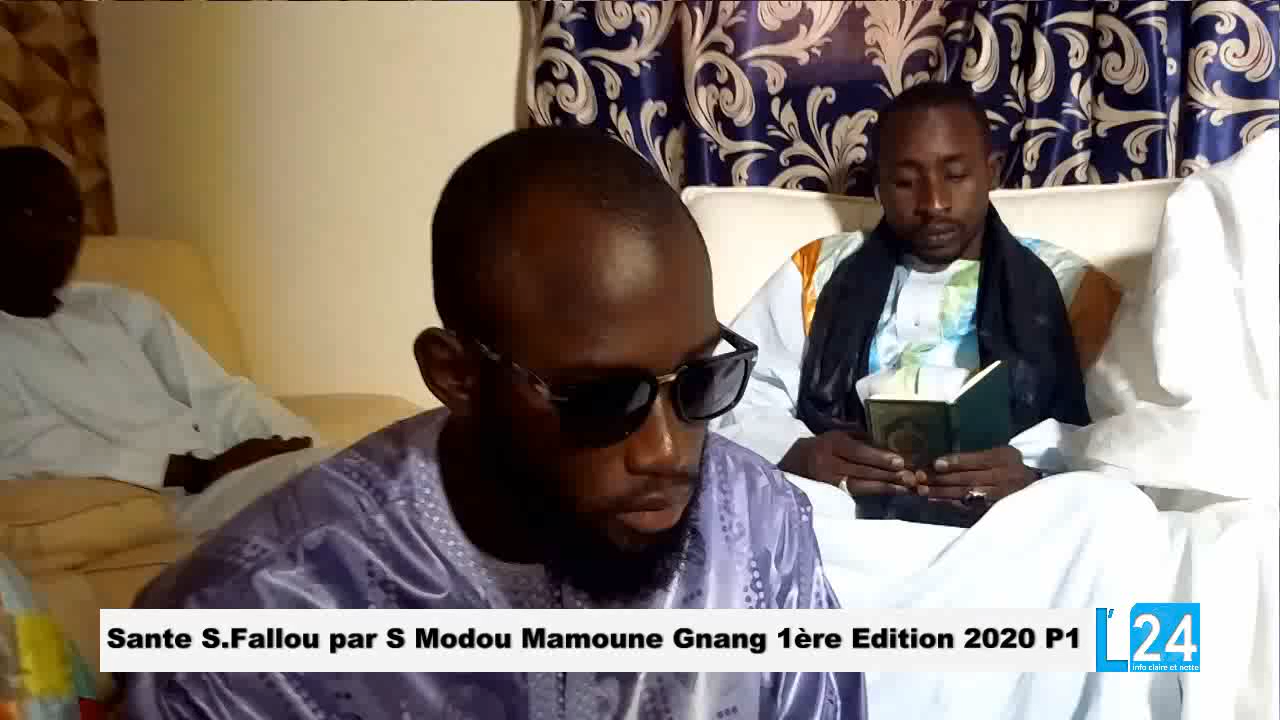 Sante S.Fallou par S Modou Mamoune Gnang 1ère Edition 2020 P1
L'24
info claire et nette